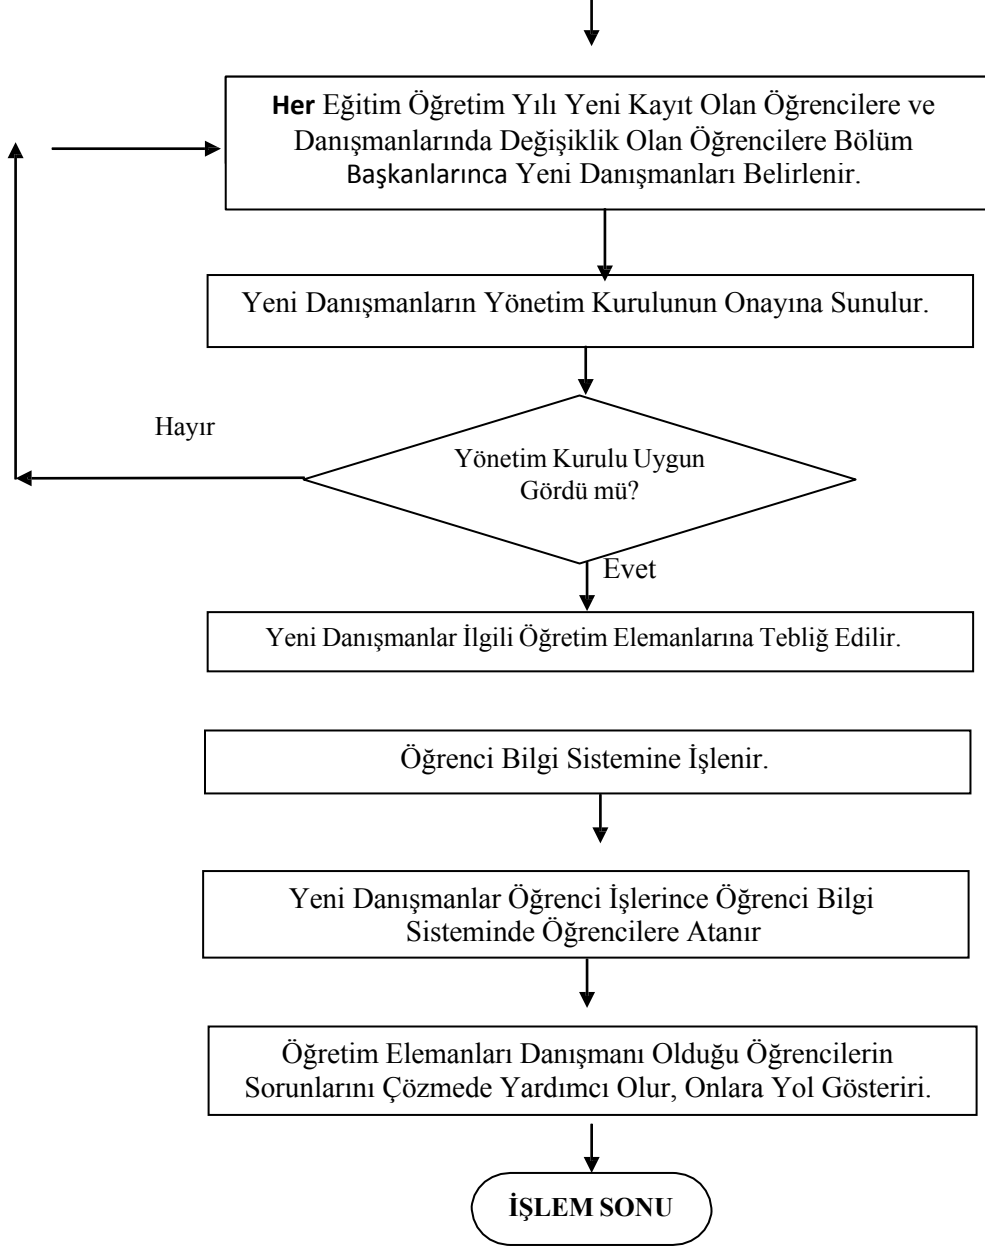 Her Eğitim Öğretim Yılı Yeni Kayıt Olan Öğrencilere ve
Danışmanlarında Değişiklik Olan Öğrencilere Bölüm
Başkanlarınca Yeni Danışmanları Belirlenir.
Yeni Danışmanların Yönetim Kurulunun Onayına Sunulur.
Hayır
Yönetim Kurulu Uygun
Gördü mü?
Evet
Yeni Danışmanlar İlgili Öğretim Elemanlarına Tebliğ Edilir.
Öğrenci Bilgi Sistemine İşlenir.
Yeni Danışmanlar Öğrenci İşlerince Öğrenci Bilgi
Sisteminde Öğrencilere Atanır
Öğretim Elemanları Danışmanı Olduğu Öğrencilerin
Sorunlarını Çözmede Yardımcı Olur, Onlara Yol Gösteriri.
İŞLEM SONU